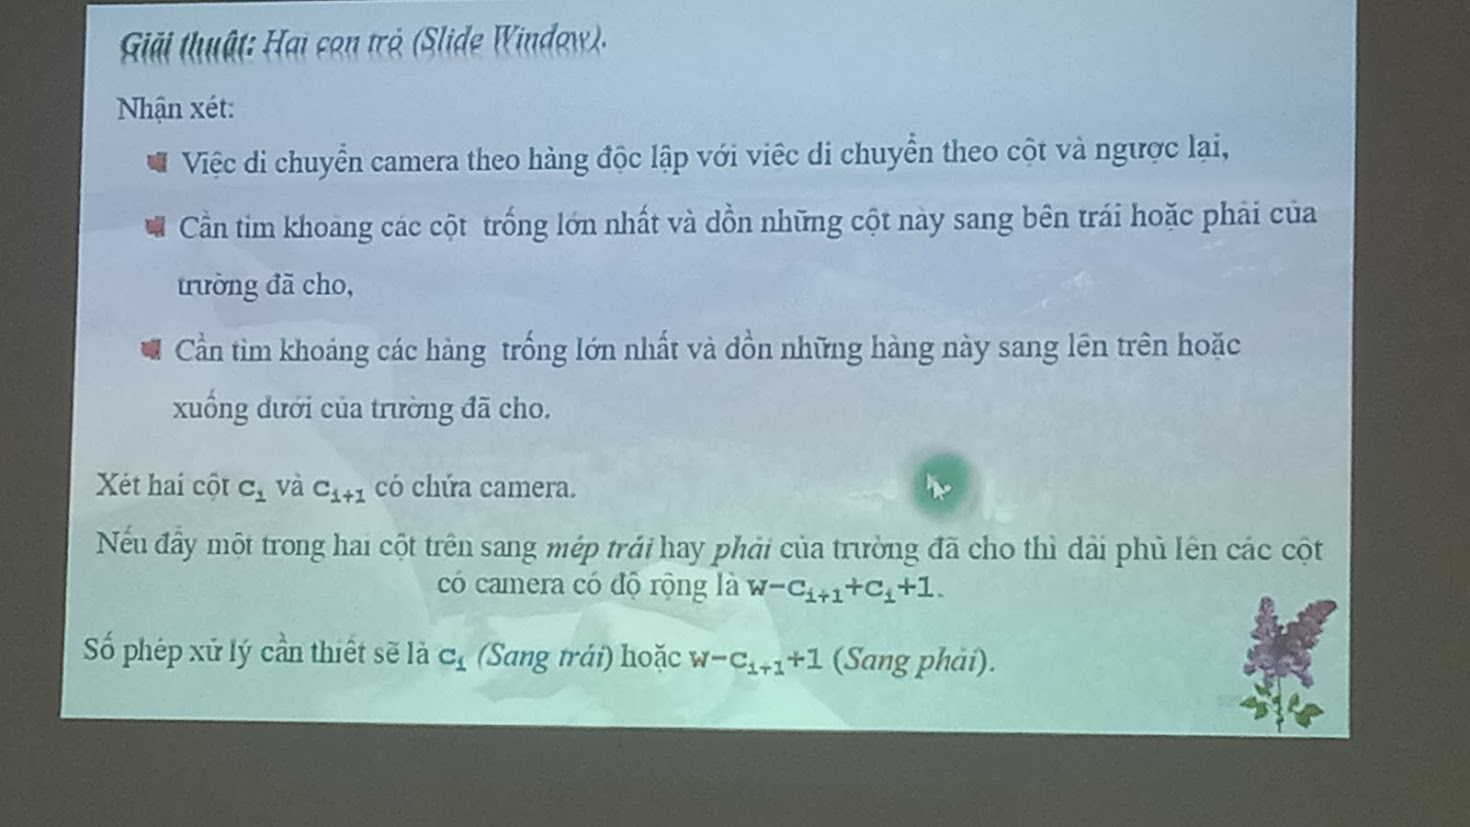 Giải thuật: Hai con trỏ (Slide Window).
Nhận xét:
Việc di chuyển camera theo hàng độc lập với việc di chuyển theo cột và ngược lại,
Cần tìm khoảng các cột trống lớn nhất và dồn những cột này sang bên trái hoặc phải của
trường đã cho,
Cần tìm khoảng các hàng trống lớn nhất và dồn những hàng này sang lên trên hoặc
xuống dưới của trường đã cho.
Xét hai cột cᵢ và cᵢ₊₁ có chứa camera.
Nếu đẩy một trong hai cột trên sang mép trái hay phải của trường đã cho thì dải phủ lên các cột
có camera có độ rộng là w-cᵢ₊₁+cᵢ+1.
Số phép xử lý cần thiết sẽ là cᵢ (Sang trái) hoặc w-cᵢ₊₁+1 (Sang phải).